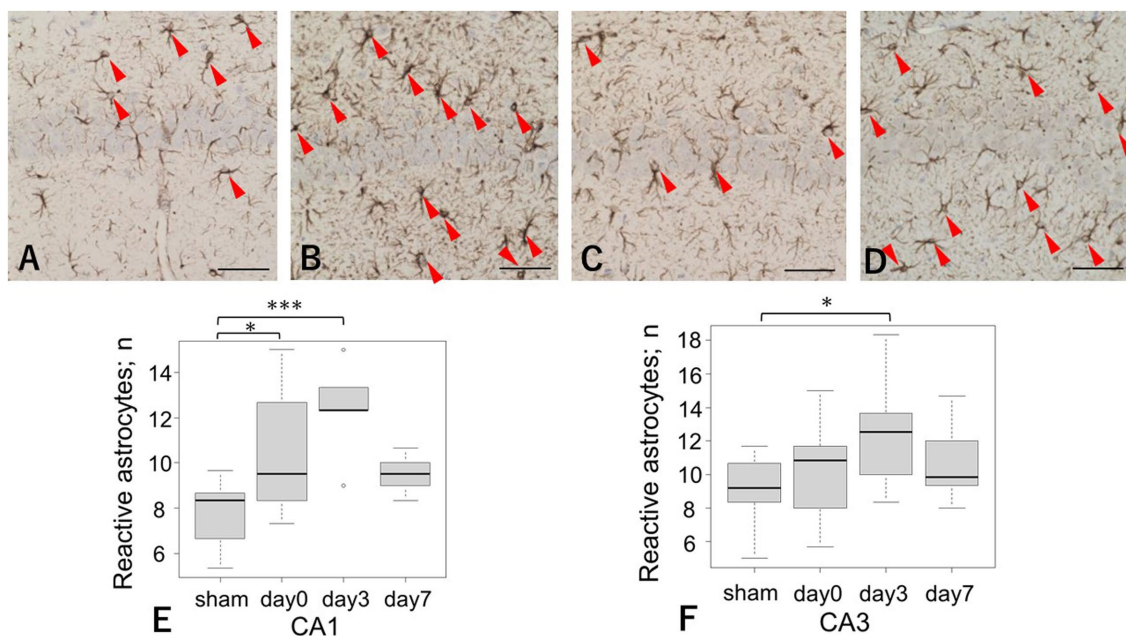 A
B
C
D
***
*
Reactive astrocytes; n
14
12
10
8
6
sham day0 day3 day7
CA1
E
*
Reactive astrocytes; n
18
16
14
12
10
8
6
sham day0 day3 day7
CA3
F